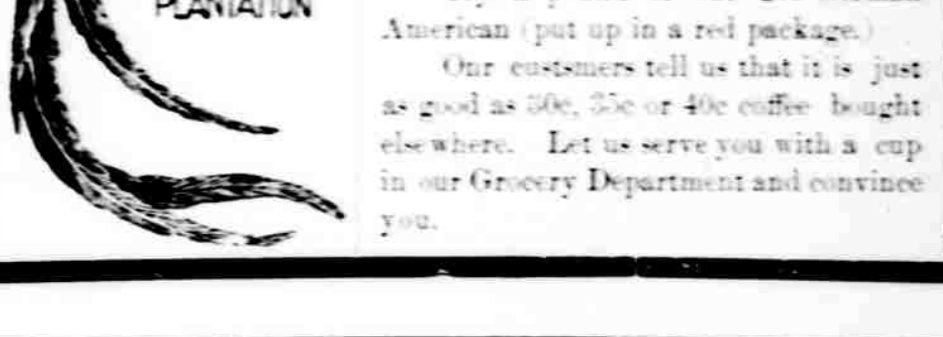 PLANTATION
American (put up in a red package.)
Our custsmers tell us that it is just
as good as 30c, 35c or 40c coffee bought
elsewhere. Let us serve you with a cup
in our Grocery Department and convince
you.